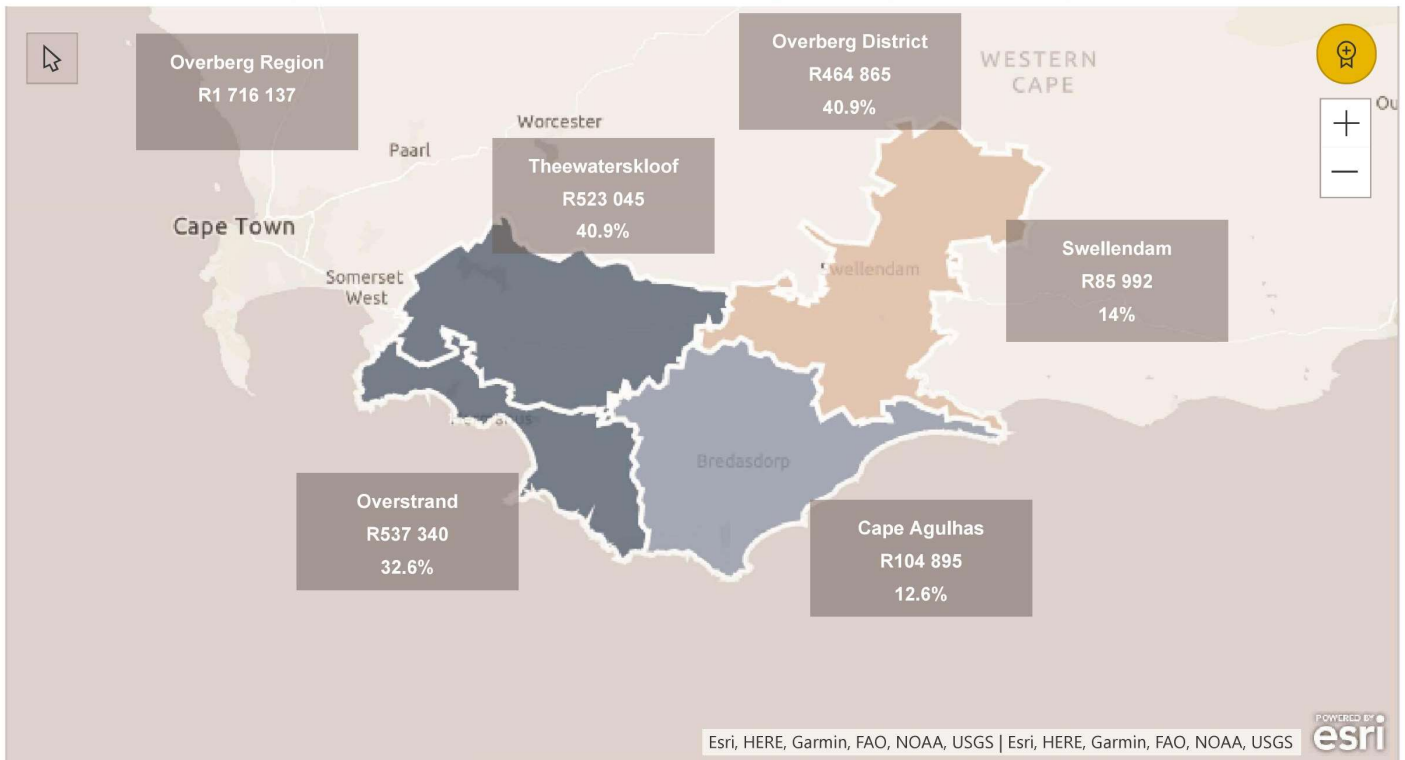 Overberg Region
R1 716 137
Overberg District
R464 865
40.9%
WESTERN
CAPE
Ou
Worcester
Paarl
Theewaterskloof
R523 045
40.9%
Cape Town
Somerset
West
Swellendam
Swellendam
R85 992
14%
Bredasdorp
Overstrand
R537 340
32.6%
Cape Agulhas
R104 895
12.6%
Esri, HERE, Garmin, FAO, NOAA, USGS | Esri, HERE, Garmin, FAO, NOAA, USGS
POWERED BY
esri